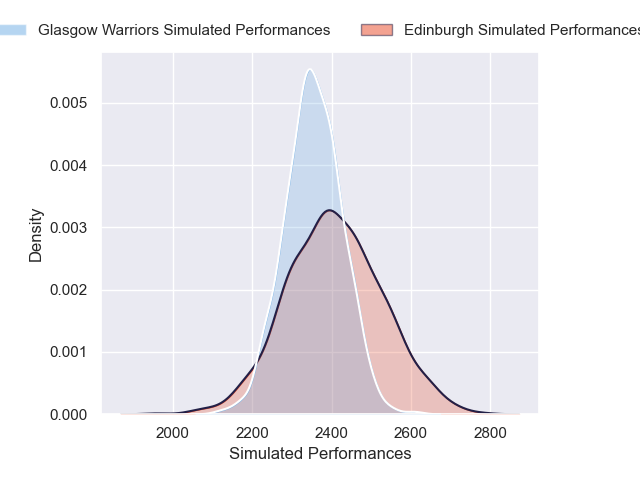 Glasgow Warriors Simulated Performances
Edinburgh Simulated Performances
0.005
0.004
0.003
0.002
0.001
0.000
Density
2000 2200 2400 2600 2800
Simulated Performances